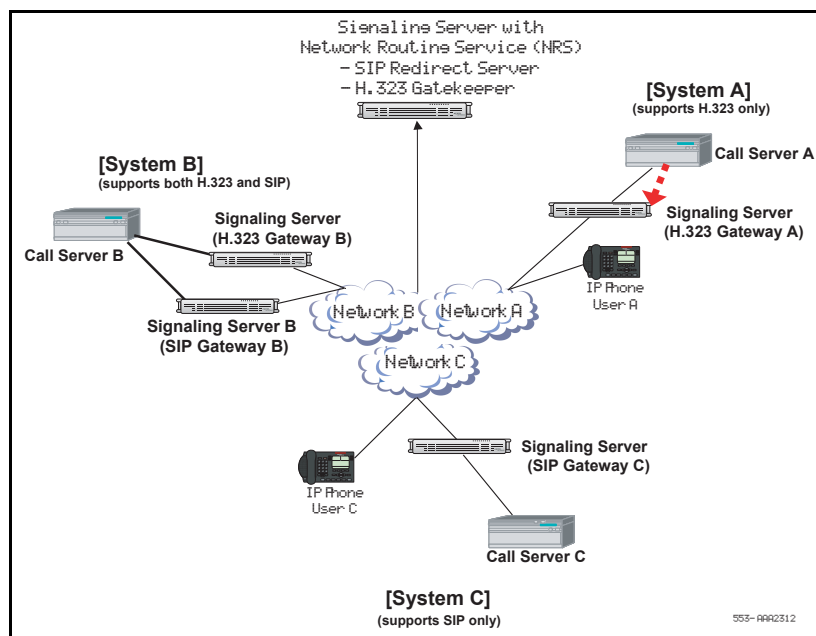 Signaling Server with
Network Routing Service (NRS)
– SIP Redirect Server
– H.323 Gatekeeper
[System A]
(supports H.323 only)
Call Server A
[System B]
(supports both H.323 and SIP)
Signaling Server
(H.323 Gateway B)
Call Server B
Signaling Server
(H.323 Gateway A)
IP Phone
User A
Signaling Server B
(SIP Gateway B)
Network B
Network A
Network C
Signaling Server
(SIP Gateway C)
IP Phone
User C
Call Server C
[System C]
(supports SIP only)
553-AAA2312